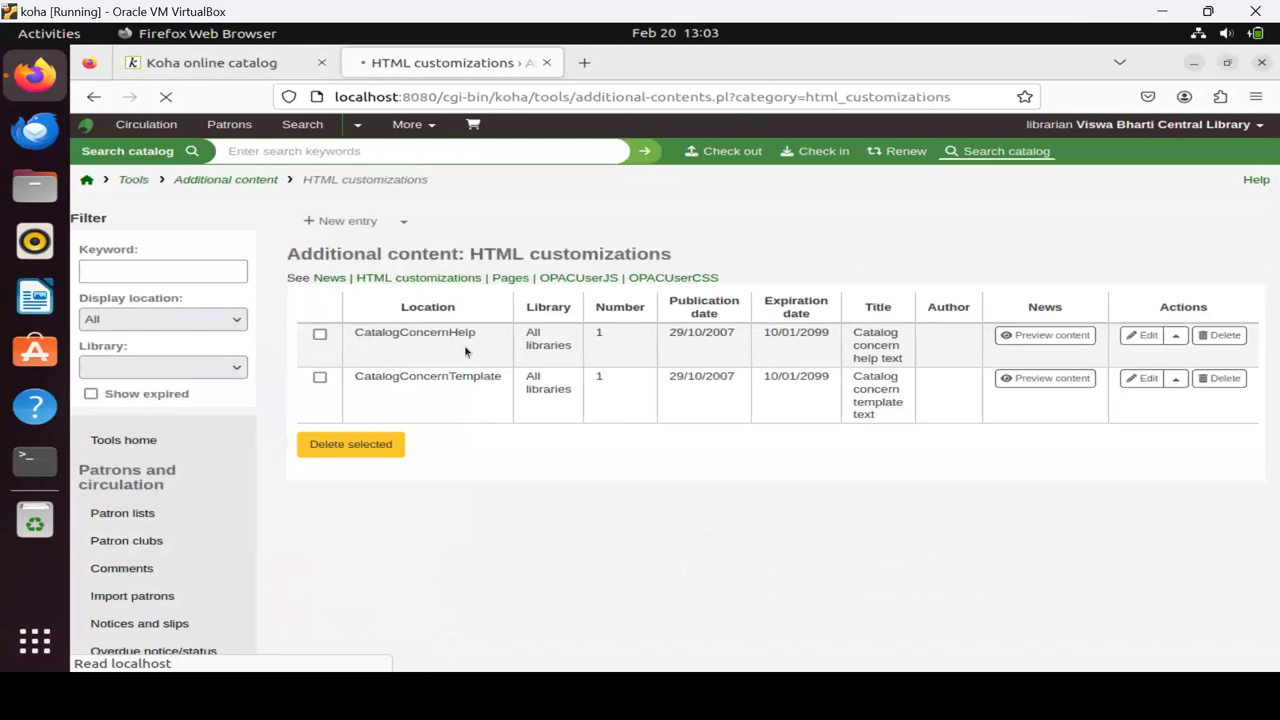 koha [Running] - Oracle VM VirtualBox
Activities
Firefox Web Browser
Feb 20 13:03
Koha online catalog
HTML customizations › A
localhost:8080/cgi-bin/koha/tools/additional-contents.pl?category=html_customizations
Circulation
Patrons
Search
More
librarian Viswa Bharti Central Library
Search catalog
Enter search keywords
Check out
Check in
Renew
Search catalog
Tools
Additional content
HTML customizations
Help
Filter
Keyword:
Display location:
All
Library:
Show expired
Tools home
Patrons and
circulation
Patron lists
Patron clubs
Comments
Import patrons
Notices and slips
Overdue notice/status
Read localhost
+ New entry
Additional content: HTML customizations
See News | HTML customizations | Pages | OPACUserJS | OPACUserCSS
Location Library Number Publication date Expiration date Title Author News Actions
CatalogConcernHelp All libraries 1 29/10/2007 10/01/2099 Catalog concern help text Preview content Edit Delete
CatalogConcernTemplate All libraries 1 29/10/2007 10/01/2099 Catalog concern template text Preview content Edit Delete
Delete selected